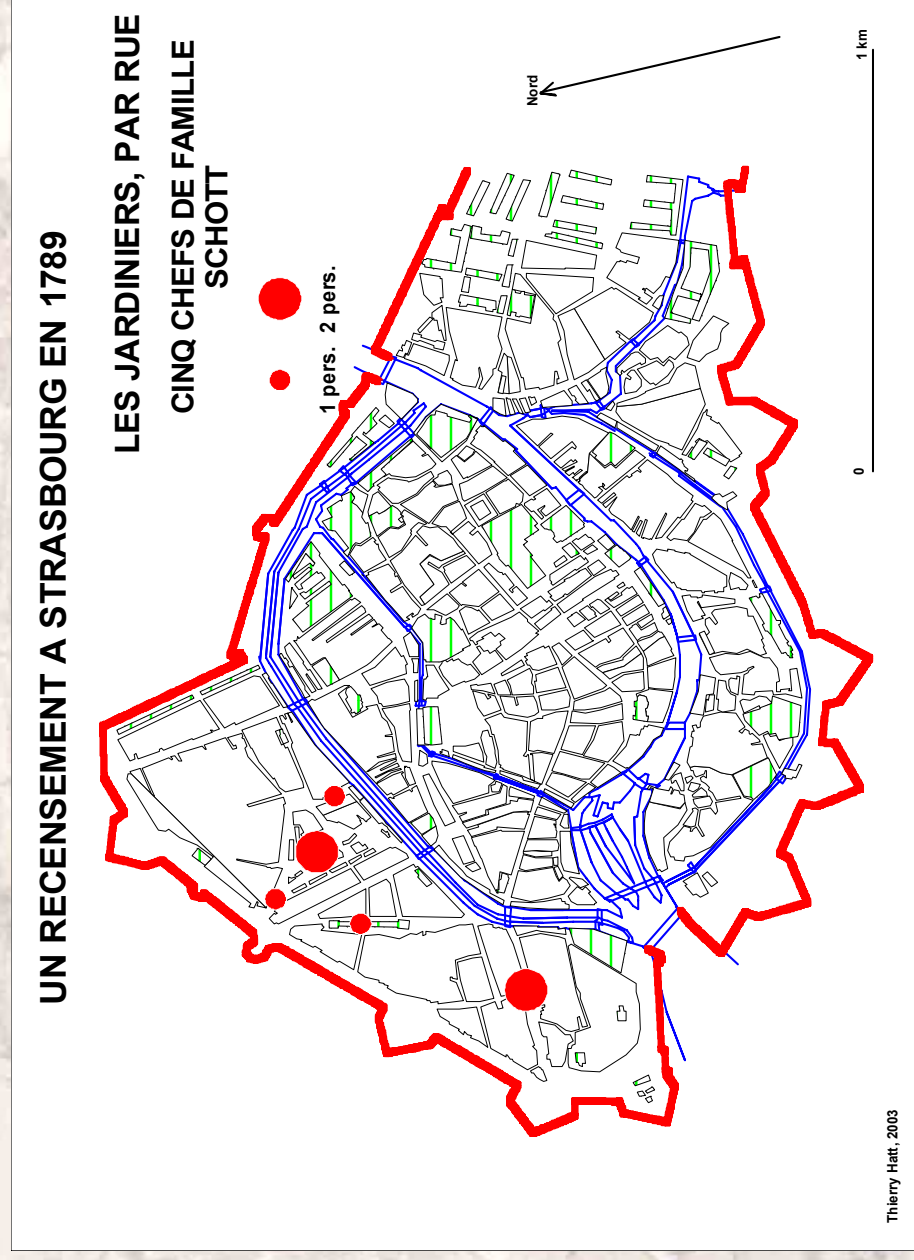 UN RECENSEMENT A STRASBOURG EN 1789
LES JARDINIERS, PAR RUE
CINQ CHEFS DE FAMILLE
SCHOTT
1 pers. 2 pers.
Nord
0
1 km
Thierry Hatt, 2003